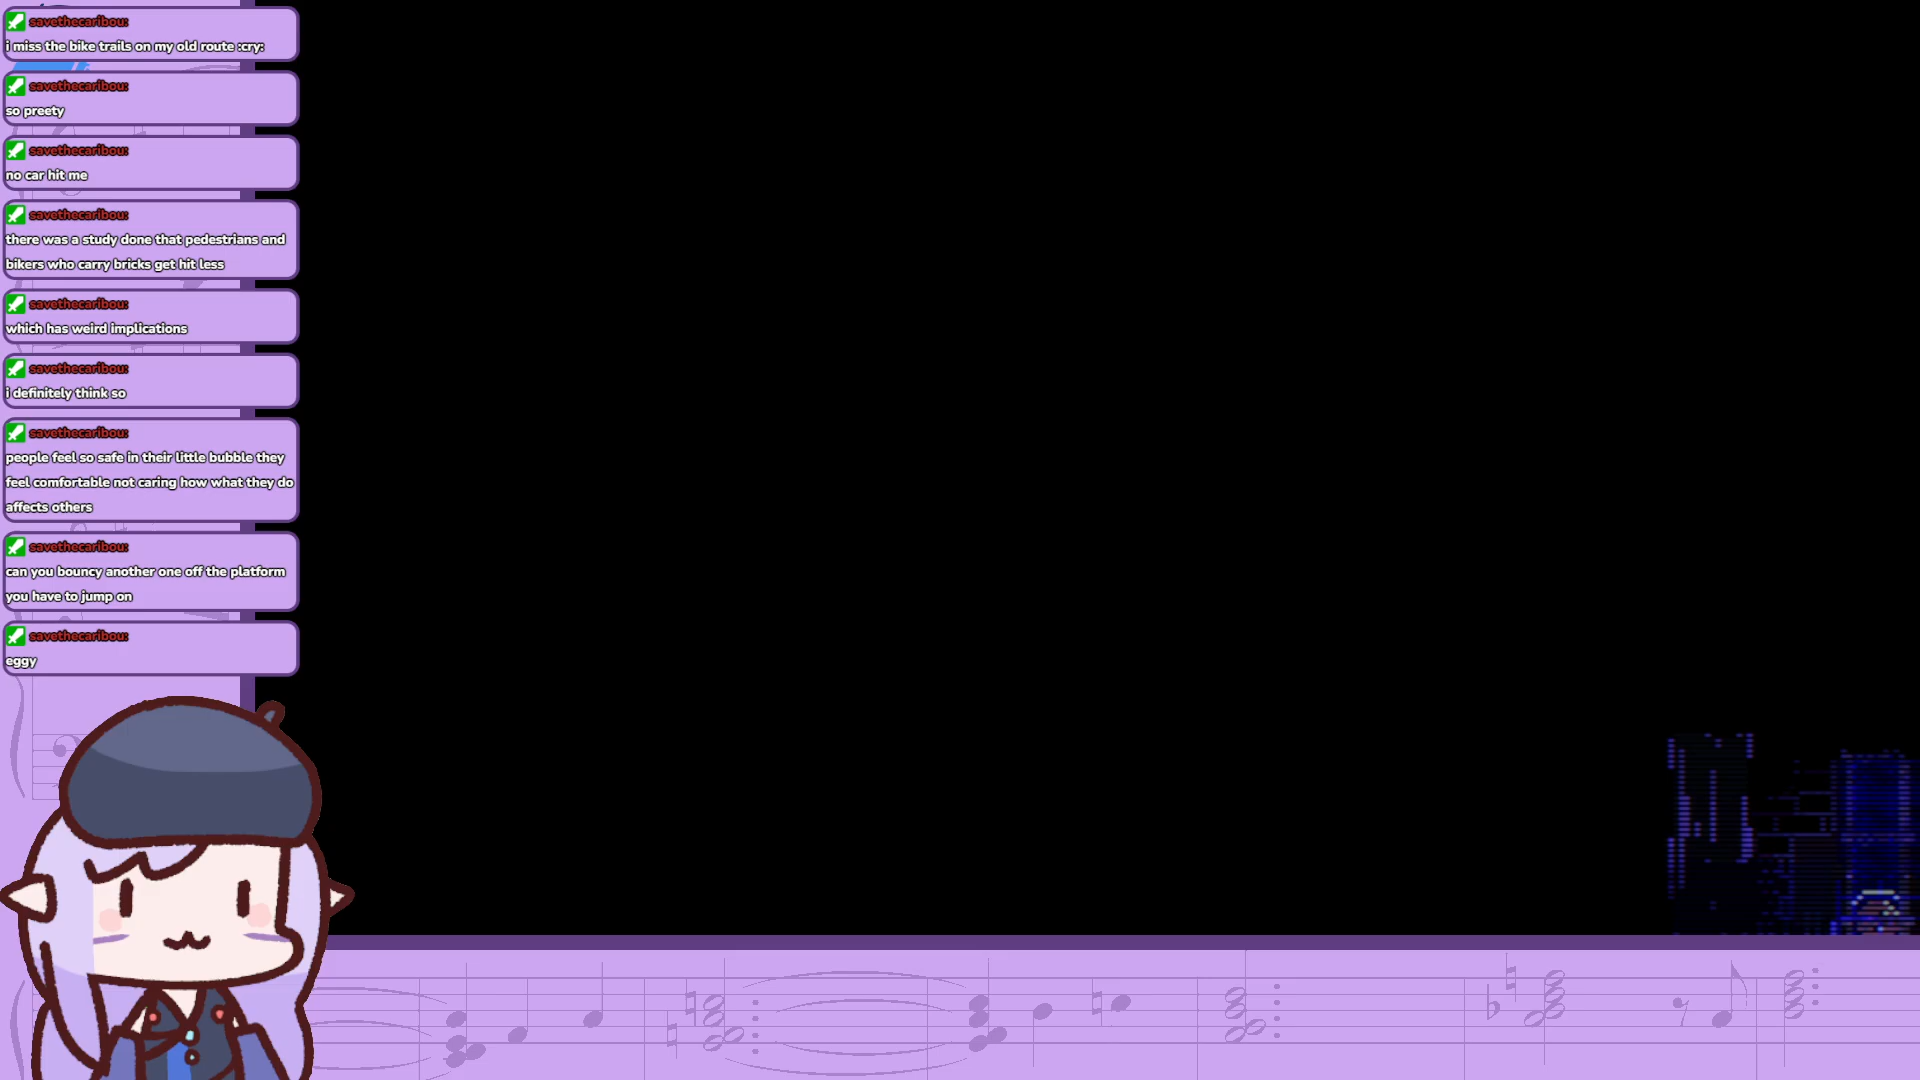 savethecaribou:
i miss the bike trails on my old route :cry:
savethecaribou:
so preety
savethecaribou:
no car hit me
savethecaribou:
there was a study done that pedestrians and
bikers who carry bricks get hit less
savethecaribou:
which has weird implications
savethecaribou:
i definitely think so
savethecaribou:
people feel so safe in their little bubble they
feel comfortable not caring how what they do
affects others
savethecaribou:
can you bouncy another one off the platform
you have to jump on
savethecaribou:
eggy